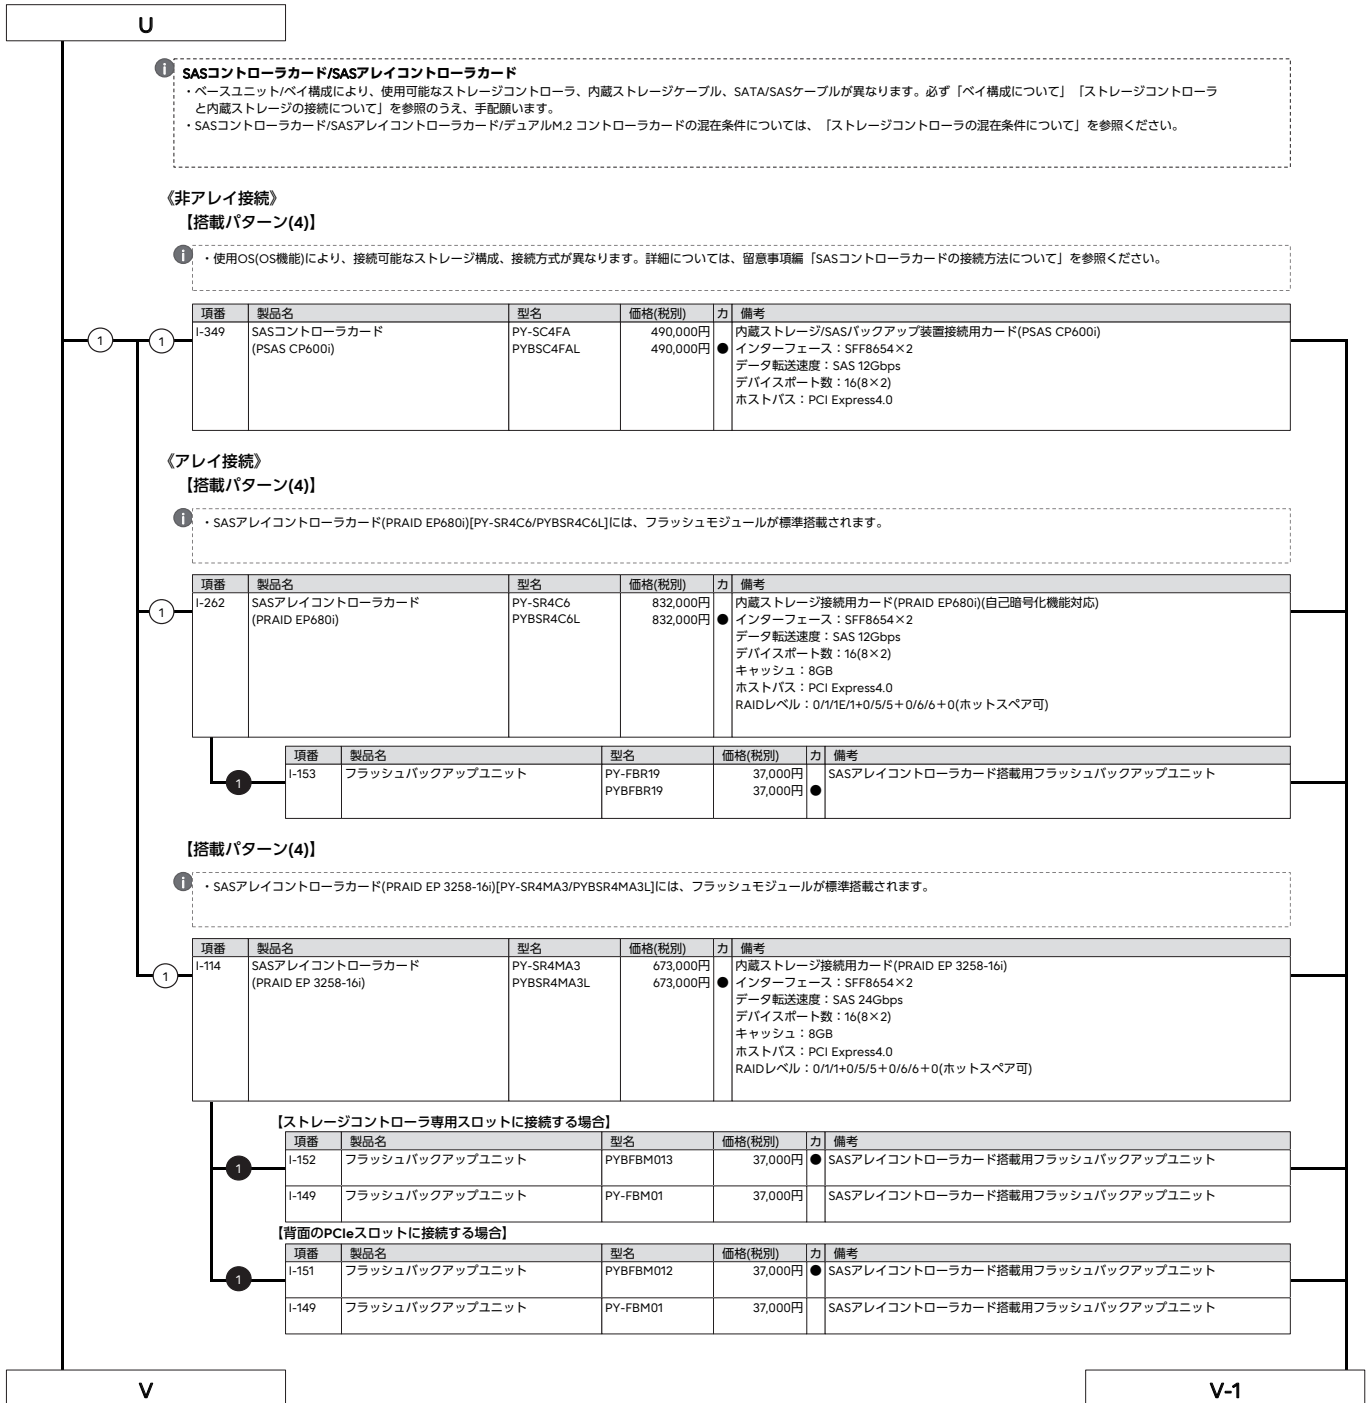 U
SASコントローラカード/SASアレイコントローラカード
・ベースユニット/ベイ構成により、使用可能なストレージコントローラ、内蔵ストレージケーブル、SATA/SASケーブルが異なります。必ず「ベイ構成について」「ストレージコントローラ
と内蔵ストレージの接続について」を参照のうえ、手配願います。
・SASコントローラカード/SASアレイコントローラカード/デュアルM.2 コントローラカードの混在条件については、「ストレージコントローラの混在条件について」を参照ください。
《非アレイ接続》
【搭載パターン(4)】
・使用OS(OS機能)により、接続可能なストレージ構成、接続方式が異なります。詳細については、留意事項編「SASコントローラカードの接続方法について」を参照ください。
項番 製品名 型名 価格(税別) カ 備考
1 1 I-349 SASコントローラカード PY-SC4FA 490,000円 内蔵ストレージ/SASバックアップ装置接続用カード(PSAS CP600i)
(PSAS CP600i) PYBSC4FAL 490,000円 ● インターフェース：SFF8654×2
データ転送速度：SAS 12Gbps
デバイスポート数：16(8×2)
ホストバス：PCI Express4.0
《アレイ接続》
【搭載パターン(4)】
・SASアレイコントローラカード(PRAID EP680i)[PY-SR4C6/PYBSR4C6L]には、フラッシュモジュールが標準搭載されます。
項番 製品名 型名 価格(税別) カ 備考
1 I-262 SASアレイコントローラカード PY-SR4C6 832,000円 内蔵ストレージ接続用カード(PRAID EP680i)(自己暗号化機能対応)
(PRAID EP680i) PYBSR4C6L 832,000円 ● インターフェース：SFF8654×2
データ転送速度：SAS 12Gbps
デバイスポート数：16(8×2)
キャッシュ：8GB
ホストバス：PCI Express4.0
RAIDレベル：0/1/1E/1+0/5/5＋0/6/6＋0(ホットスペア可)
項番 製品名 型名 価格(税別) カ 備考
1 I-153 フラッシュバックアップユニット PY-FBR19 37,000円 SASアレイコントローラカード搭載用フラッシュバックアップユニット
PYBFBR19 37,000円 ●
【搭載パターン(4)】
・SASアレイコントローラカード(PRAID EP 3258-16i)[PY-SR4MA3/PYBSR4MA3L]には、フラッシュモジュールが標準搭載されます。
項番 製品名 型名 価格(税別) カ 備考
1 I-114 SASアレイコントローラカード PY-SR4MA3 673,000円 内蔵ストレージ接続用カード(PRAID EP 3258-16i)
(PRAID EP 3258-16i) PYBSR4MA3L 673,000円 ● インターフェース：SFF8654×2
データ転送速度：SAS 24Gbps
デバイスポート数：16(8×2)
キャッシュ：8GB
ホストバス：PCI Express4.0
RAIDレベル：0/1/1+0/5/5＋0/6/6＋0(ホットスペア可)
【ストレージコントローラ専用スロットに接続する場合】
項番 製品名 型名 価格(税別) カ 備考
1 I-152 フラッシュバックアップユニット PYBFBM013 37,000円 ● SASアレイコントローラカード搭載用フラッシュバックアップユニット
I-149 フラッシュバックアップユニット PY-FBM01 37,000円 SASアレイコントローラカード搭載用フラッシュバックアップユニット
【背面のPCIeスロットに接続する場合】
項番 製品名 型名 価格(税別) カ 備考
1 I-151 フラッシュバックアップユニット PYBFBM012 37,000円 ● SASアレイコントローラカード搭載用フラッシュバックアップユニット
I-149 フラッシュバックアップユニット PY-FBM01 37,000円 SASアレイコントローラカード搭載用フラッシュバックアップユニット
V V-1